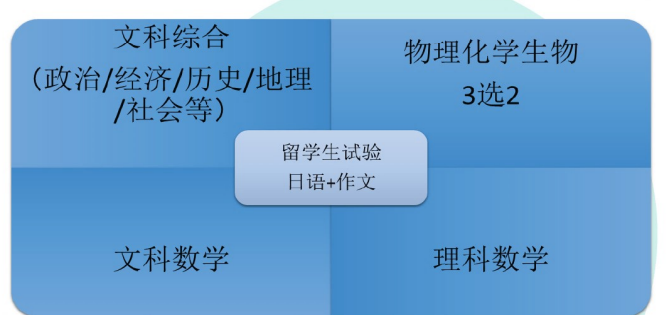 文科综合
（政治/经济/历史/地理
/社会等）
物理化学生物
3选2
留学生试验
日语+作文
文科数学
理科数学